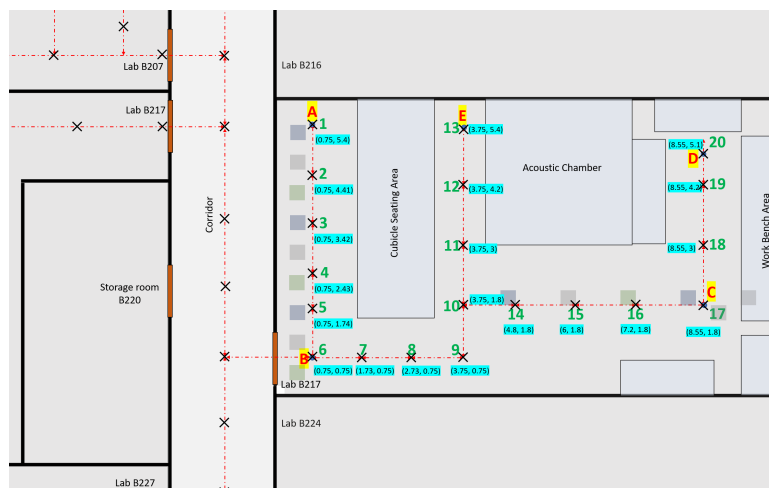 Lab B207
Lab B216
Lab B217
A
1
(0.75, 5.4)
E
13
(3.75, 5.4)
20
(8.55, 5.1)
D
2
(0.75, 4.41)
12
(3.75, 4.2)
Acoustic Chamber
19
(8.55, 4.2)
3
(0.75, 3.42)
Corridor
Cubicle Seating Area
11
(3.75, 3)
18
(8.55, 3)
Work Bench Area
4
(0.75, 2.43)
Storage room
B220
5
(0.75, 1.74)
10
(3.75, 1.8)
14
(4.8, 1.8)
15
(6, 1.8)
16
(7.2, 1.8)
C
17
(8.55, 1.8)
B
6
(0.75, 0.75)
7
(1.73, 0.75)
8
(2.73, 0.75)
9
(3.75, 0.75)
Lab B217
Lab B224
Lab B227